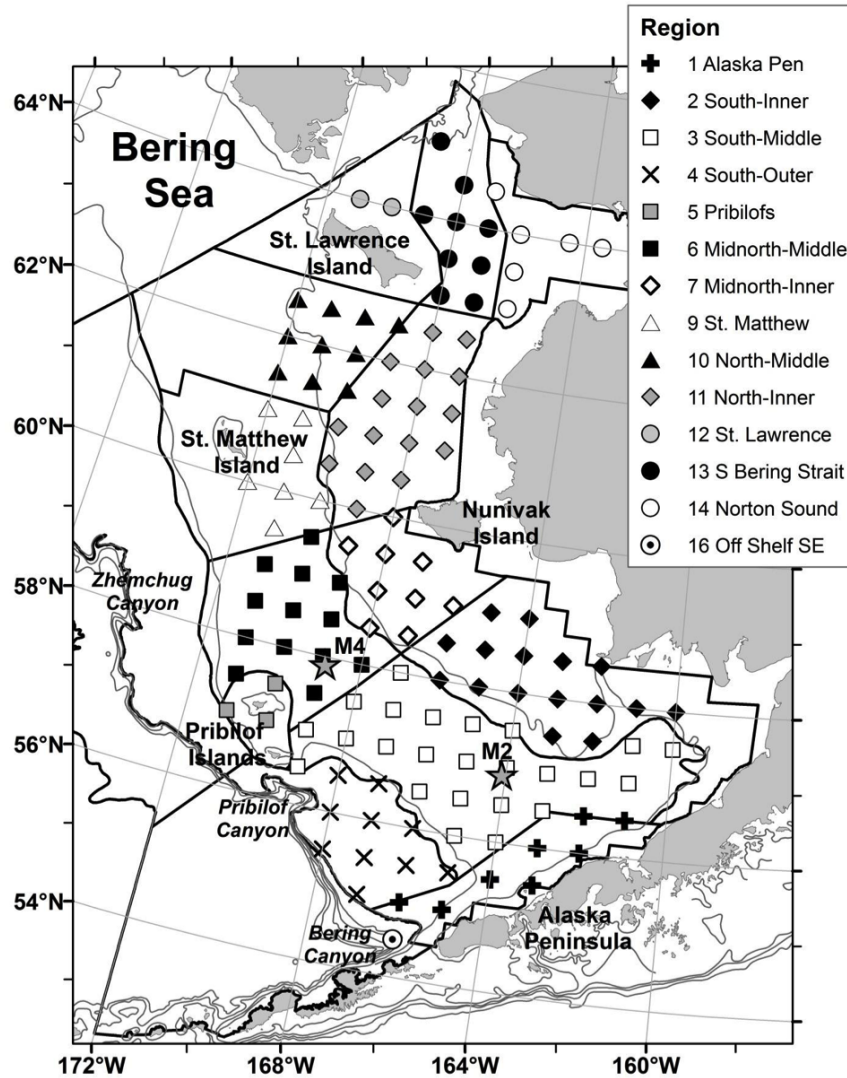 Region
1 Alaska Pen
2 South-Inner
3 South-Middle
4 South-Outer
5 Pribilofs
6 Midnorth-Middle
7 Midnorth-Inner
9 St. Matthew
10 North-Middle
11 North-Inner
12 St. Lawrence
13 S Bering Strait
14 Norton Sound
16 Off Shelf SE
64°N
62°N
60°N
58°N
56°N
54°N
Bering
Sea
St. Lawrence
Island
St. Matthew
Island
Nunivak
Island
Zhemchug
Canyon
M4
Pribilof
Islands
M2
Pribilof
Canyon
Bering
Canyon
Alaska
Peninsula
172°W
168°W
164°W
160°W